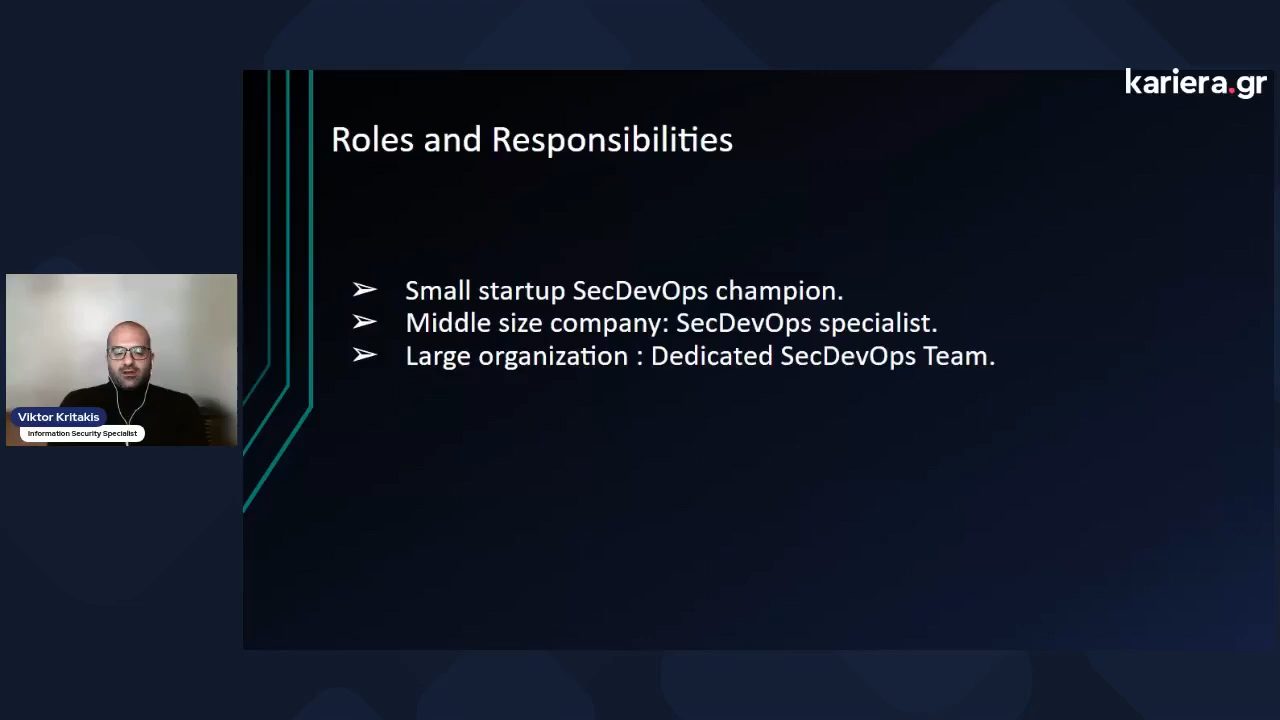 kariera.gr
Roles and Responsibilities
➢ Small startup SecDevOps champion.
➢ Middle size company: SecDevOps specialist.
➢ Large organization : Dedicated SecDevOps Team.
Viktor Kritakis
Information Security Specialist